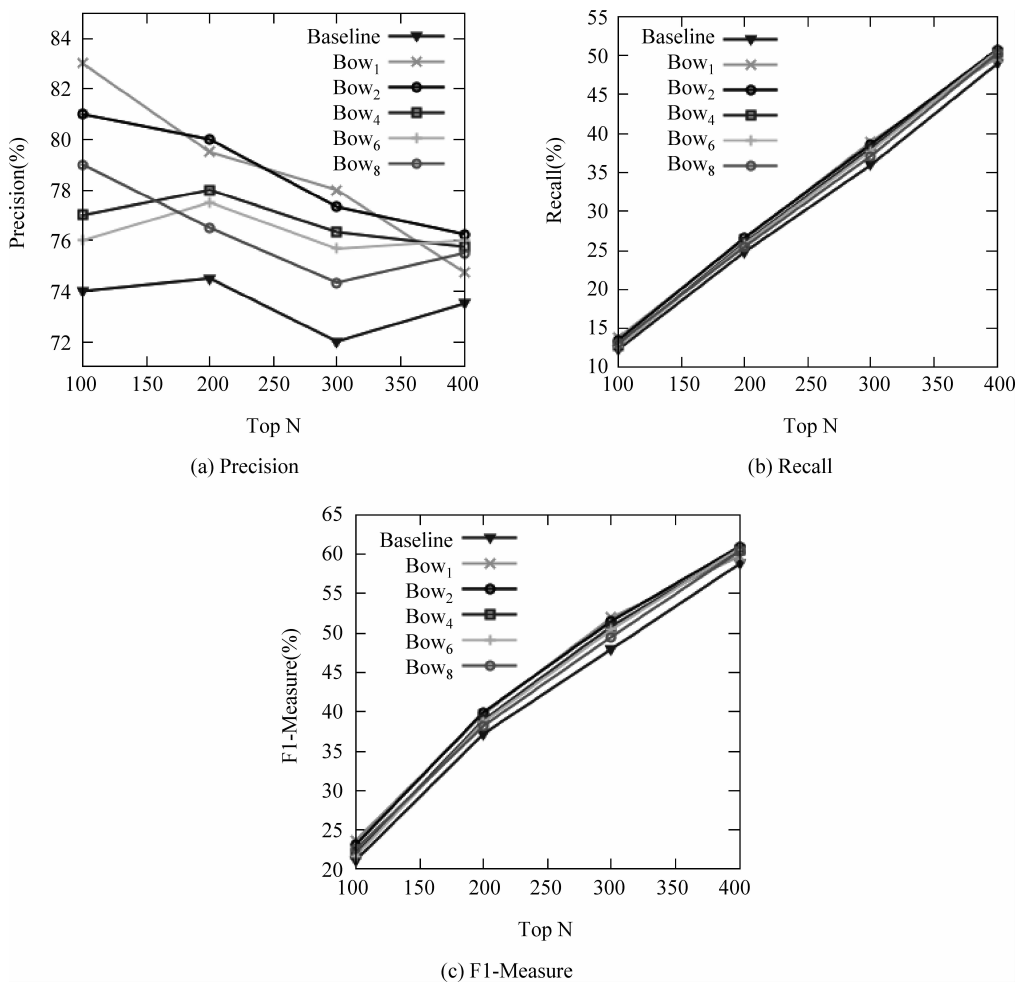 84
82
80
78
76
74
72
Precision(%)
Baseline
Bow1
Bow2
Bow4
Bow6
Bow8
100 150 200 250 300 350 400
Top N
(a) Precision
55
50
45
40
35
30
25
20
15
10
Recall(%)
Baseline
Bow1
Bow2
Bow4
Bow6
Bow8
100 150 200 250 300 350 400
Top N
(b) Recall
65
60
55
50
45
40
35
30
25
20
F1-Measure(%)
Baseline
Bow1
Bow2
Bow4
Bow6
Bow8
100 150 200 250 300 350 400
Top N
(c) F1-Measure